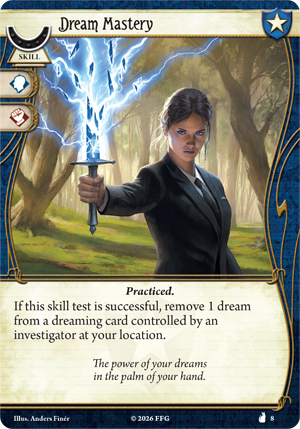 Dream Mastery
SKILL
Practiced.
If this skill test is successful, remove 1 dream
from a dreaming card controlled by an
investigator at your location.
The power of your dreams
in the palm of your hand.
Illus. Anders Finér
© 2026 FFG
8